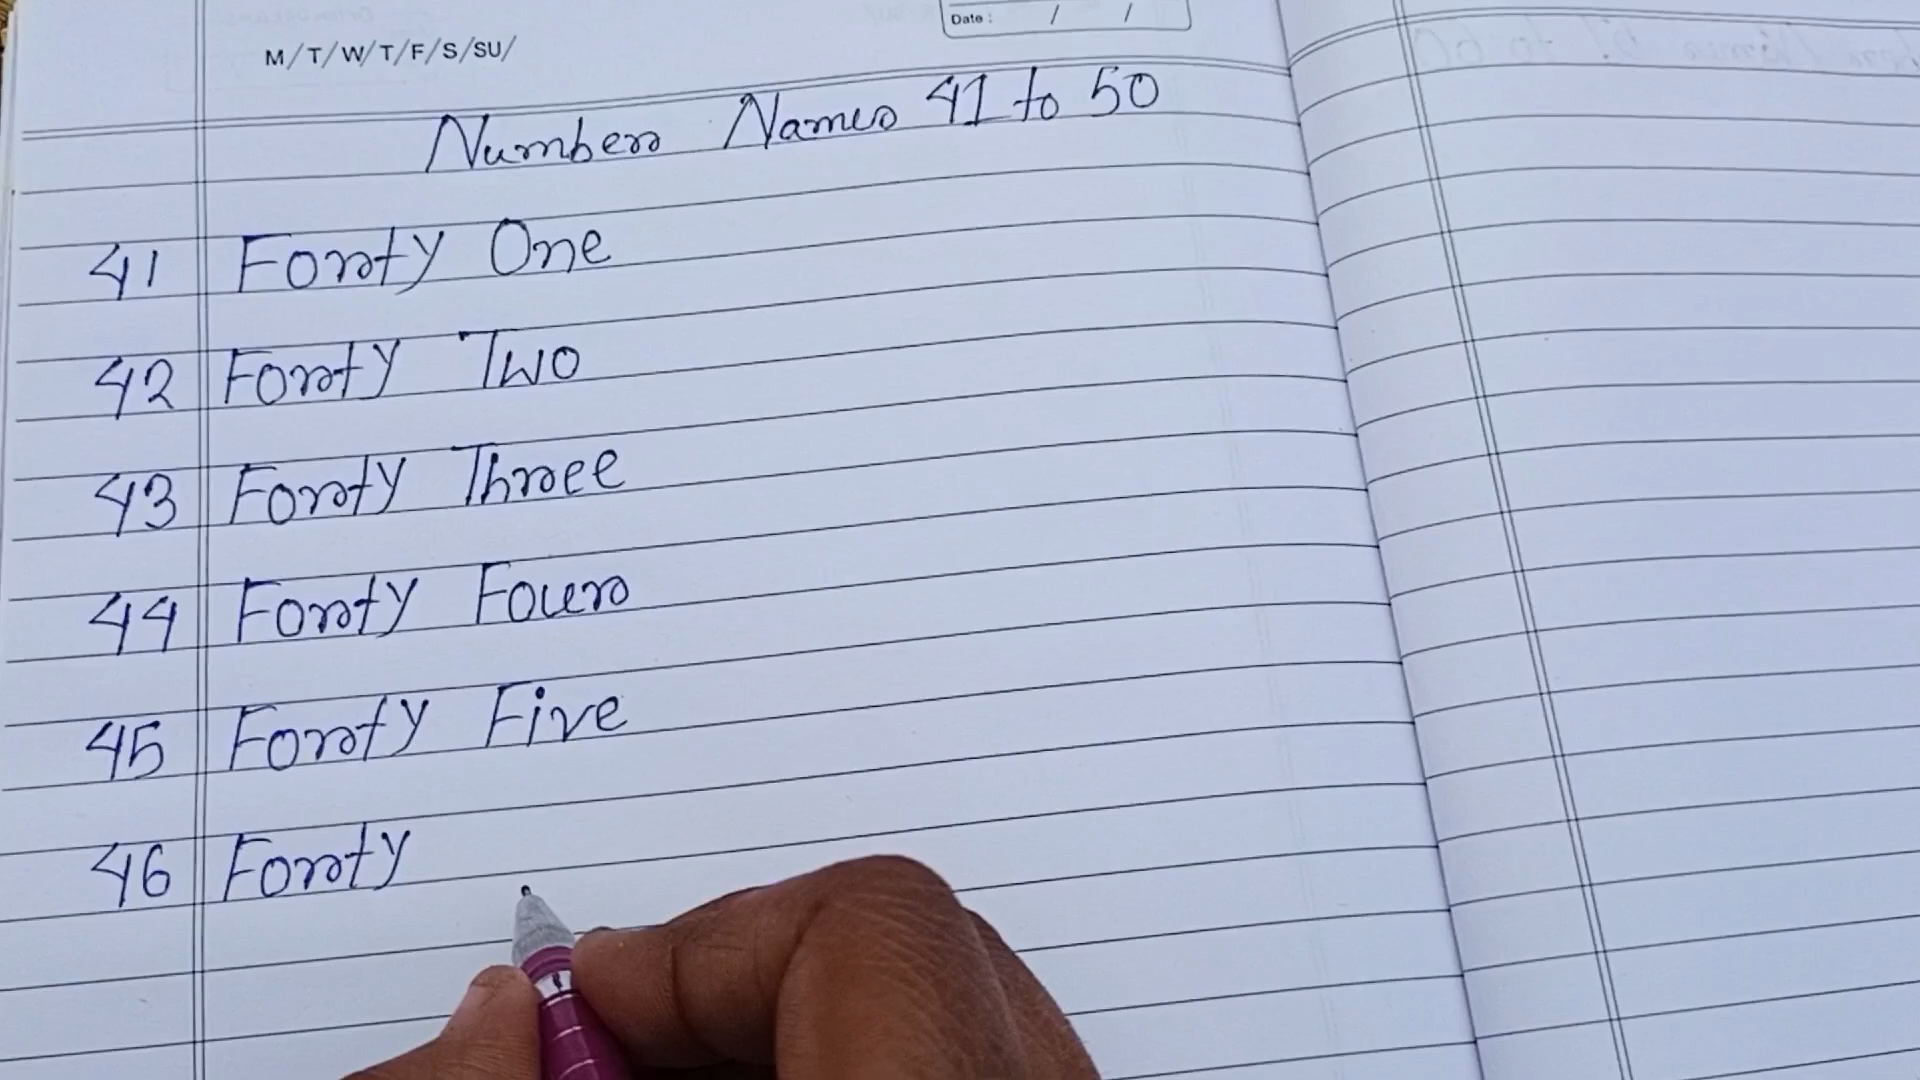 Date : / /
M/T/W/T/F/S/SU/
Number Names 41 to 50
41 Forty One
42 Forty Two
43 Forty Three
44 Forty Four
45 Forty Five
46 Forty